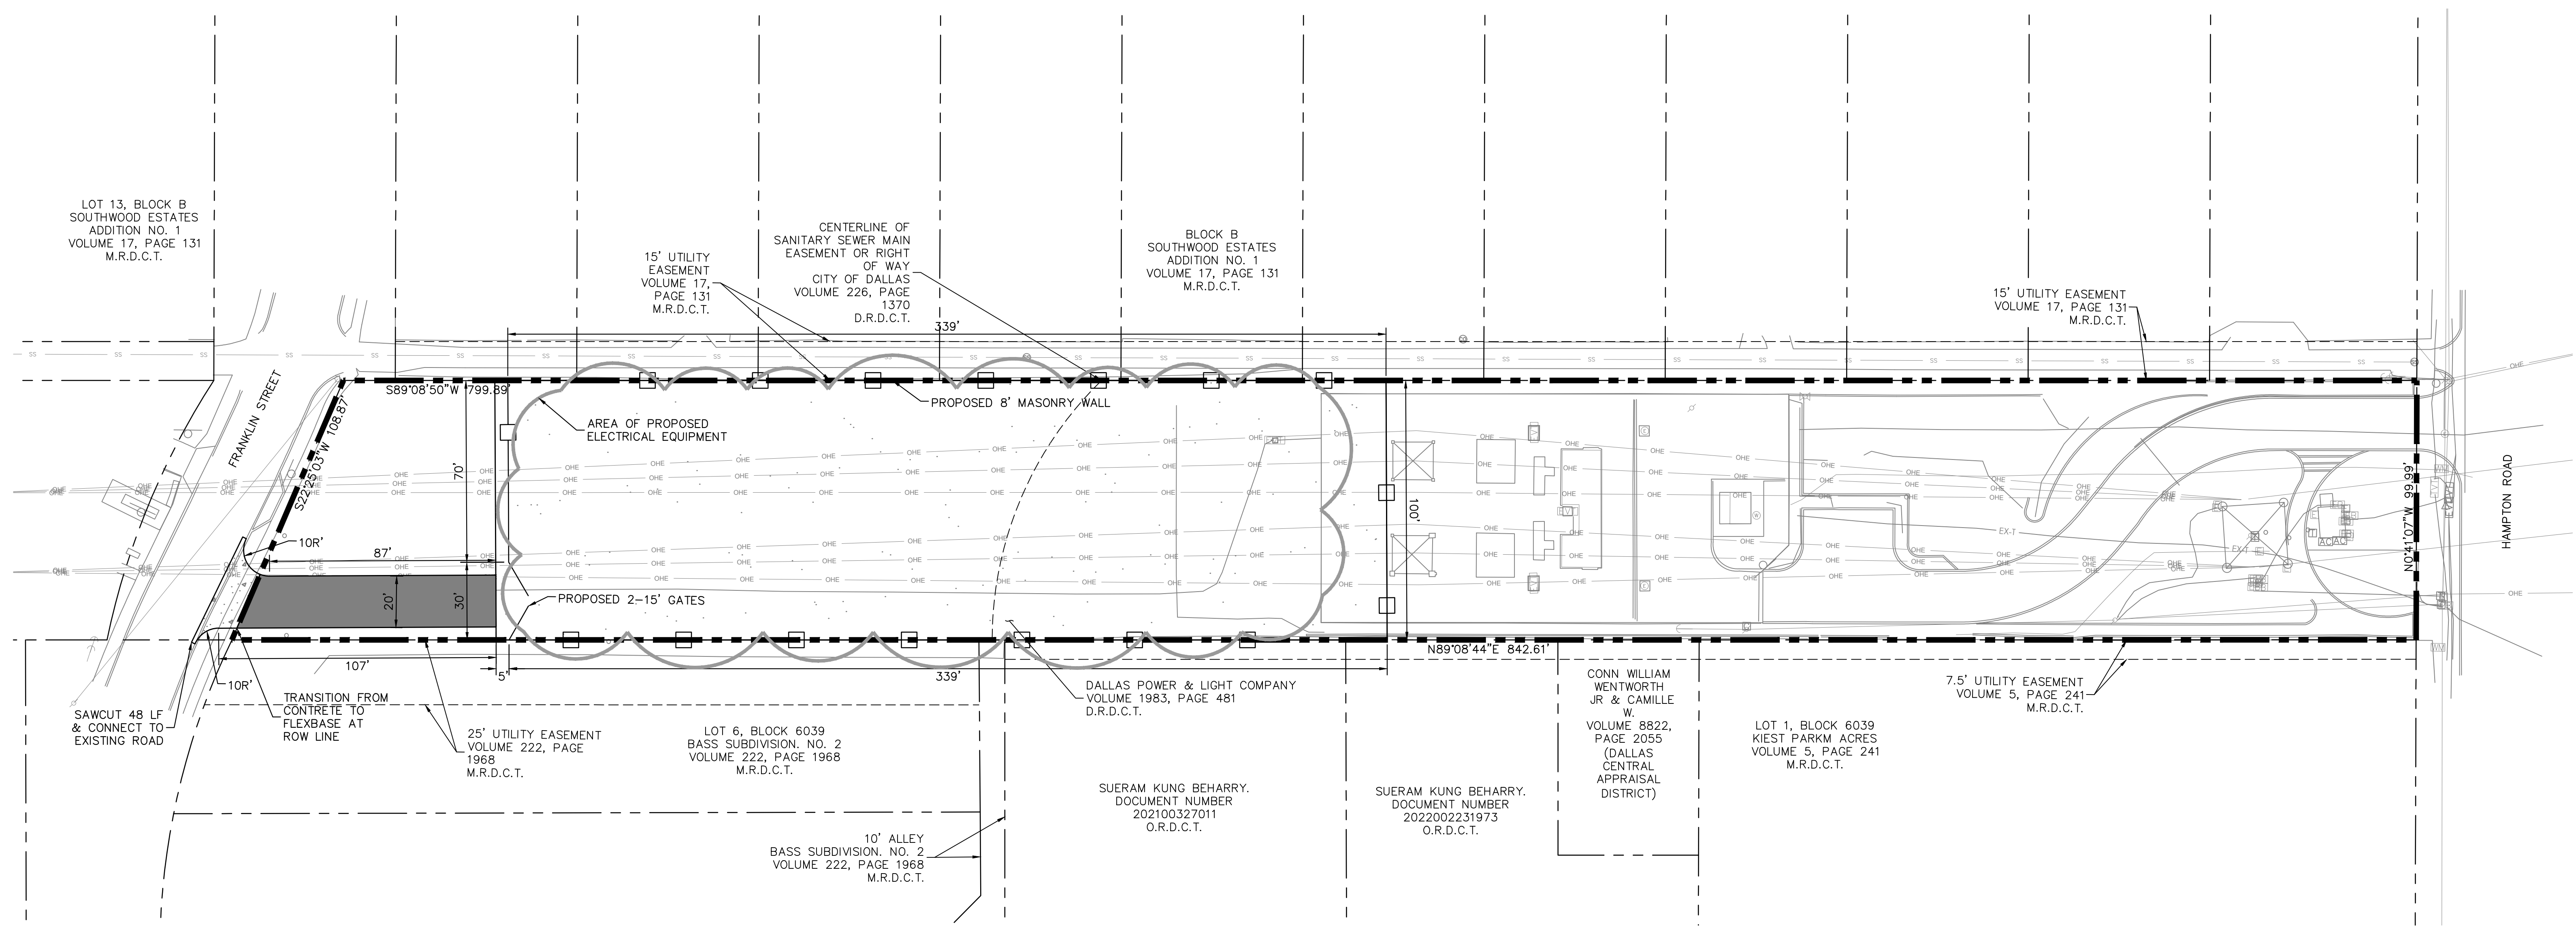 LOT 13, BLOCK B
SOUTHWOOD ESTATES
ADDITION NO. 1
VOLUME 17, PAGE 131
M.R.D.C.T.
15' UTILITY
EASEMENT
VOLUME 17,
PAGE 131
M.R.D.C.T.
CENTERLINE OF
SANITARY SEWER MAIN
EASEMENT OR RIGHT
OF WAY
CITY OF DALLAS
VOLUME 226, PAGE
1370
D.R.D.C.T.
BLOCK B
SOUTHWOOD ESTATES
ADDITION NO. 1
VOLUME 17, PAGE 131
M.R.D.C.T.
15' UTILITY EASEMENT
VOLUME 17, PAGE 131
M.R.D.C.T.
339'
FRANKLIN STREET
S89°08'50"W 799.89'
S22°25'03"W 108.87'
PROPOSED 8' MASONRY WALL
AREA OF PROPOSED
ELECTRICAL EQUIPMENT
70'
100'
10R'
87'
20'
30'
PROPOSED 2-15' GATES
EX-T
EX-T
AC AC
N0°41'07"W 99.99'
HAMPTON ROAD
107'
5'
339'
N89°08'44"E 842.61'
10R'
SAWCUT 48 LF
& CONNECT TO
EXISTING ROAD
TRANSITION FROM
CONTRETE TO
FLEXBASE AT
ROW LINE
25' UTILITY EASEMENT
VOLUME 222, PAGE
1968
M.R.D.C.T.
LOT 6, BLOCK 6039
BASS SUBDIVISION. NO. 2
VOLUME 222, PAGE 1968
M.R.D.C.T.
10' ALLEY
BASS SUBDIVISION. NO. 2
VOLUME 222, PAGE 1968
M.R.D.C.T.
DALLAS POWER & LIGHT COMPANY
VOLUME 1983, PAGE 481
D.R.D.C.T.
SUERAM KUNG BEHARRY.
DOCUMENT NUMBER
202100327011
O.R.D.C.T.
SUERAM KUNG BEHARRY.
DOCUMENT NUMBER
2022002231973
O.R.D.C.T.
CONN WILLIAM
WENTWORTH
JR & CAMILLE
W.
VOLUME 8822,
PAGE 2055
(DALLAS
CENTRAL
APPRAISAL
DISTRICT)
LOT 1, BLOCK 6039
KIEST PARKM ACRES
VOLUME 5, PAGE 241
M.R.D.C.T.
7.5' UTILITY EASEMENT
VOLUME 5, PAGE 241
M.R.D.C.T.